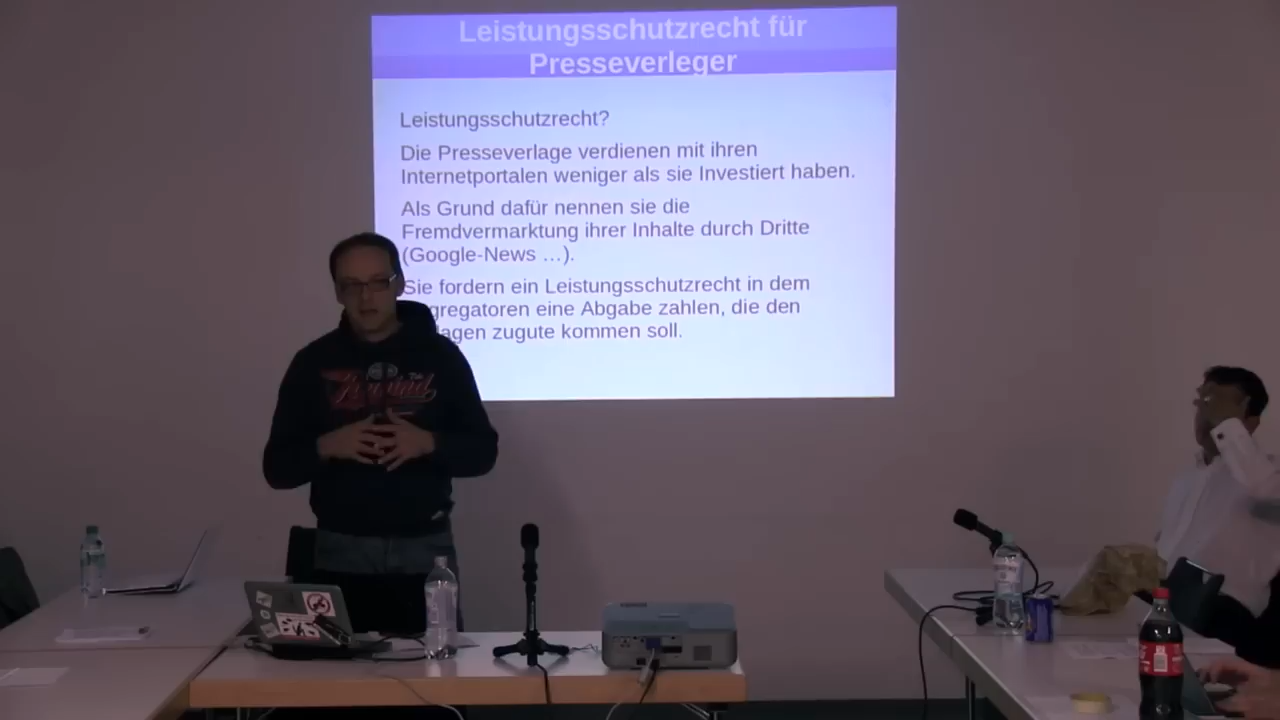 Leistungsschutzrecht für
Presseverleger
Leistungsschutzrecht?
Die Presseverlage verdienen mit ihren
Internetportalen weniger als sie Investiert haben.
Als Grund dafür nennen sie die
Fremdvermarktung ihrer Inhalte durch Dritte
(Google-News …).
Sie fordern ein Leistungsschutzrecht in dem
gregatoren eine Abgabe zahlen, die den
lagen zugute kommen soll.